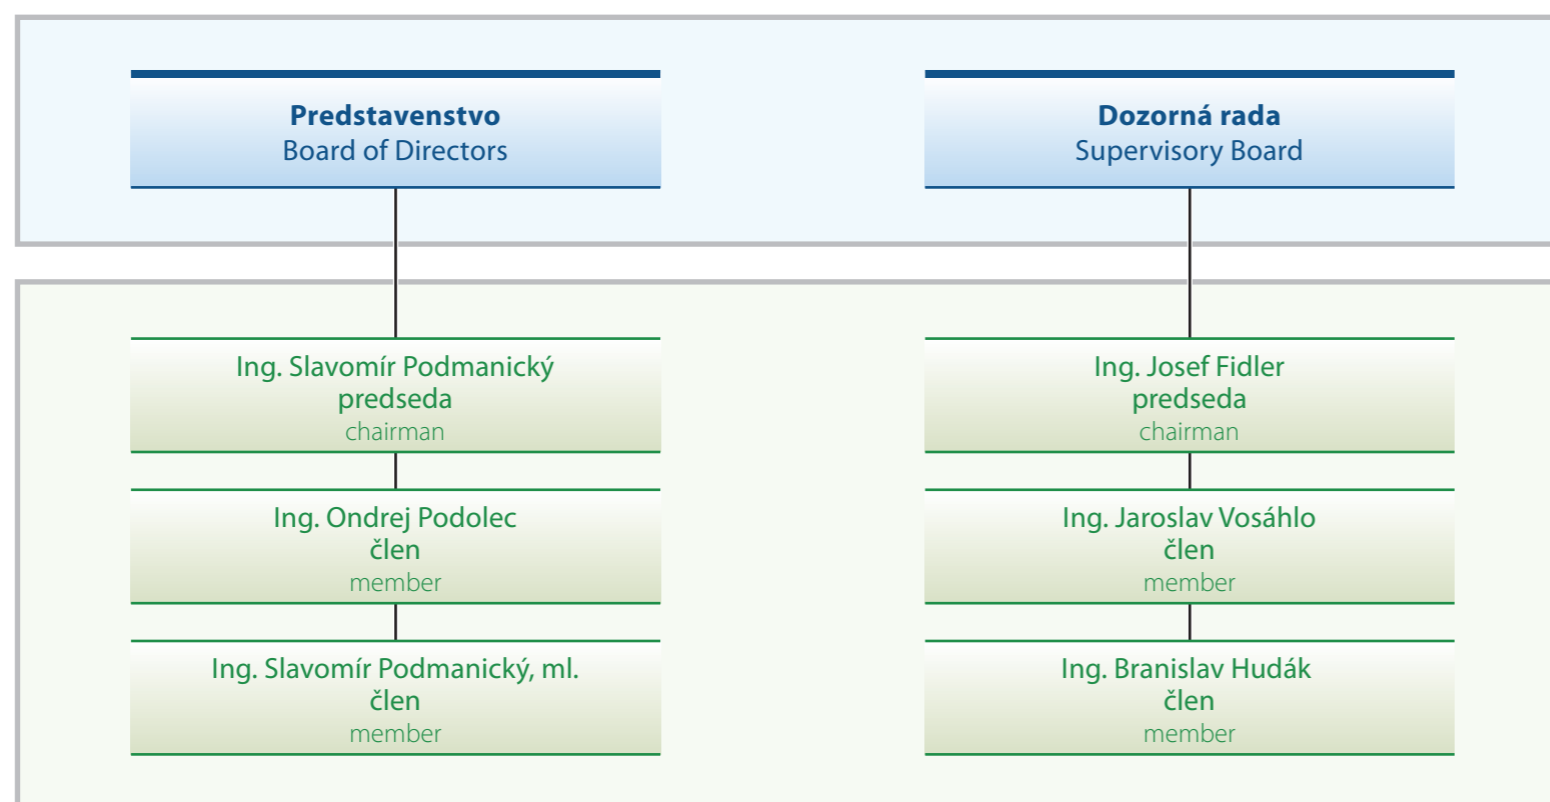 Predstavenstvo
Board of Directors
Dozorná rada
Supervisory Board
Ing. Slavomír Podmanický
predseda
chairman
Ing. Ondrej Podolec
člen
member
Ing. Slavomír Podmanický, ml.
člen
member
Ing. Josef Fidler
predseda
chairman
Ing. Jaroslav Vosáhlo
člen
member
Ing. Branislav Hudák
člen
member